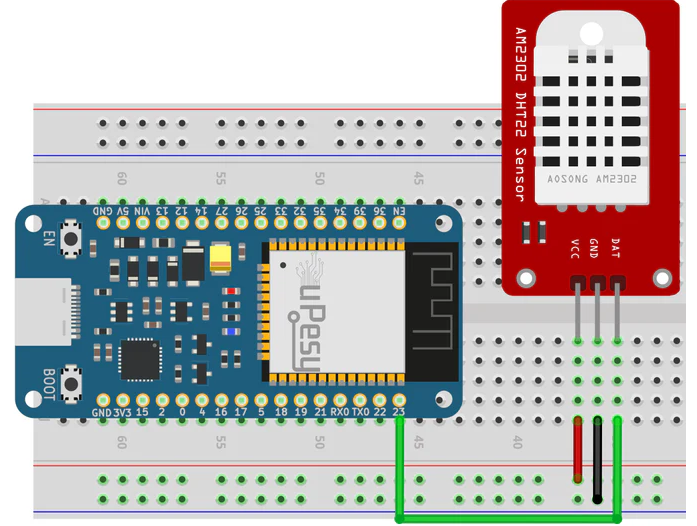 AM2302 DHT22 Sensor
AOSONG AM2302
VCC GND DAT
60 55 50 45
GND 5V VIN 13 12 14 27 26 25 33 32 35 34 39 36 EN
EN
uPesy
BOOT
GND 3V3 15 2 0 4 16 17 5 18 19 21 RX0 TX0 22 23
60 55 50 45 40